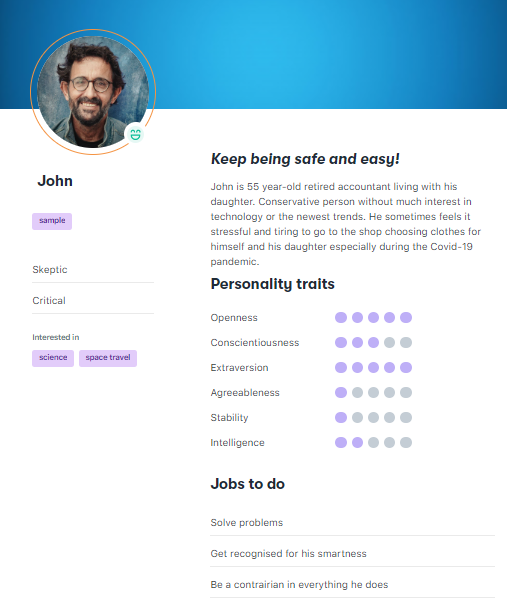 John
sample
Skeptic
Critical
Interested in
science
space travel
Keep being safe and easy!
John is 55 year-old retired accountant living with his
daughter. Conservative person without much interest in
technology or the newest trends. He sometimes feels it
stressful and tiring to go to the shop choosing clothes for
himself and his daughter especially during the Covid-19
pandemic.
Personality traits
Openness
Conscientiousness
Extraversion
Agreeableness
Stability
Intelligence
Jobs to do
Solve problems
Get recognised for his smartness
Be a contrairian in everything he does